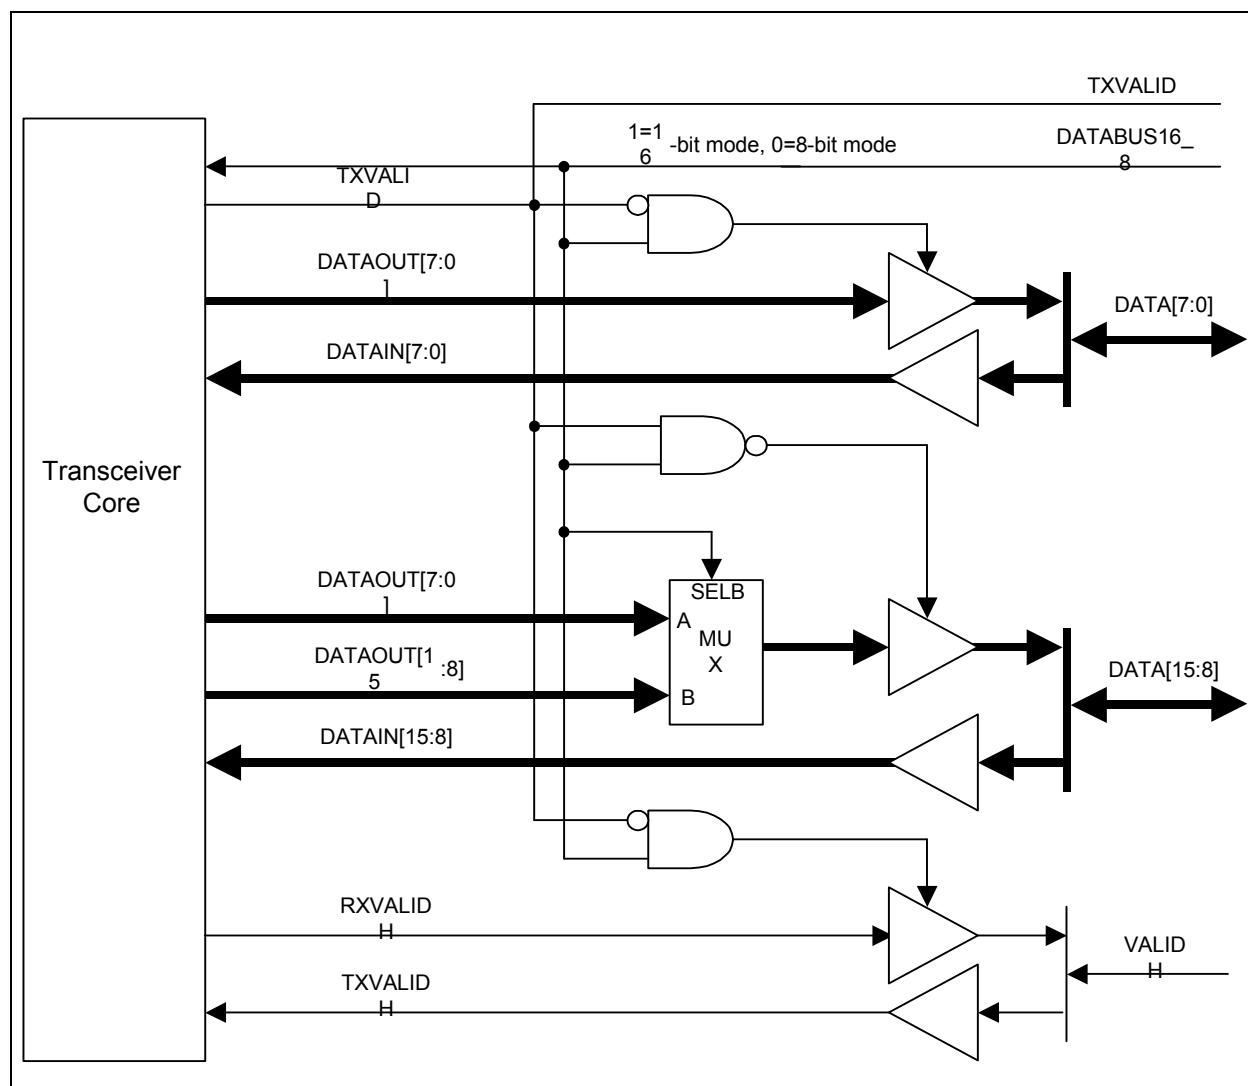 TXVALID
1=16-bit mode, 0=8-bit mode
DATABUS16_8
TXVALID
DATAOUT[7:0]
DATA[7:0]
DATAIN[7:0]
Transceiver
Core
DATAOUT[7:0]
SELB
A
MUX
DATAOUT[15:8]
B
DATA[15:8]
DATAIN[15:8]
RXVALIDH
VALIDH
TXVALIDH